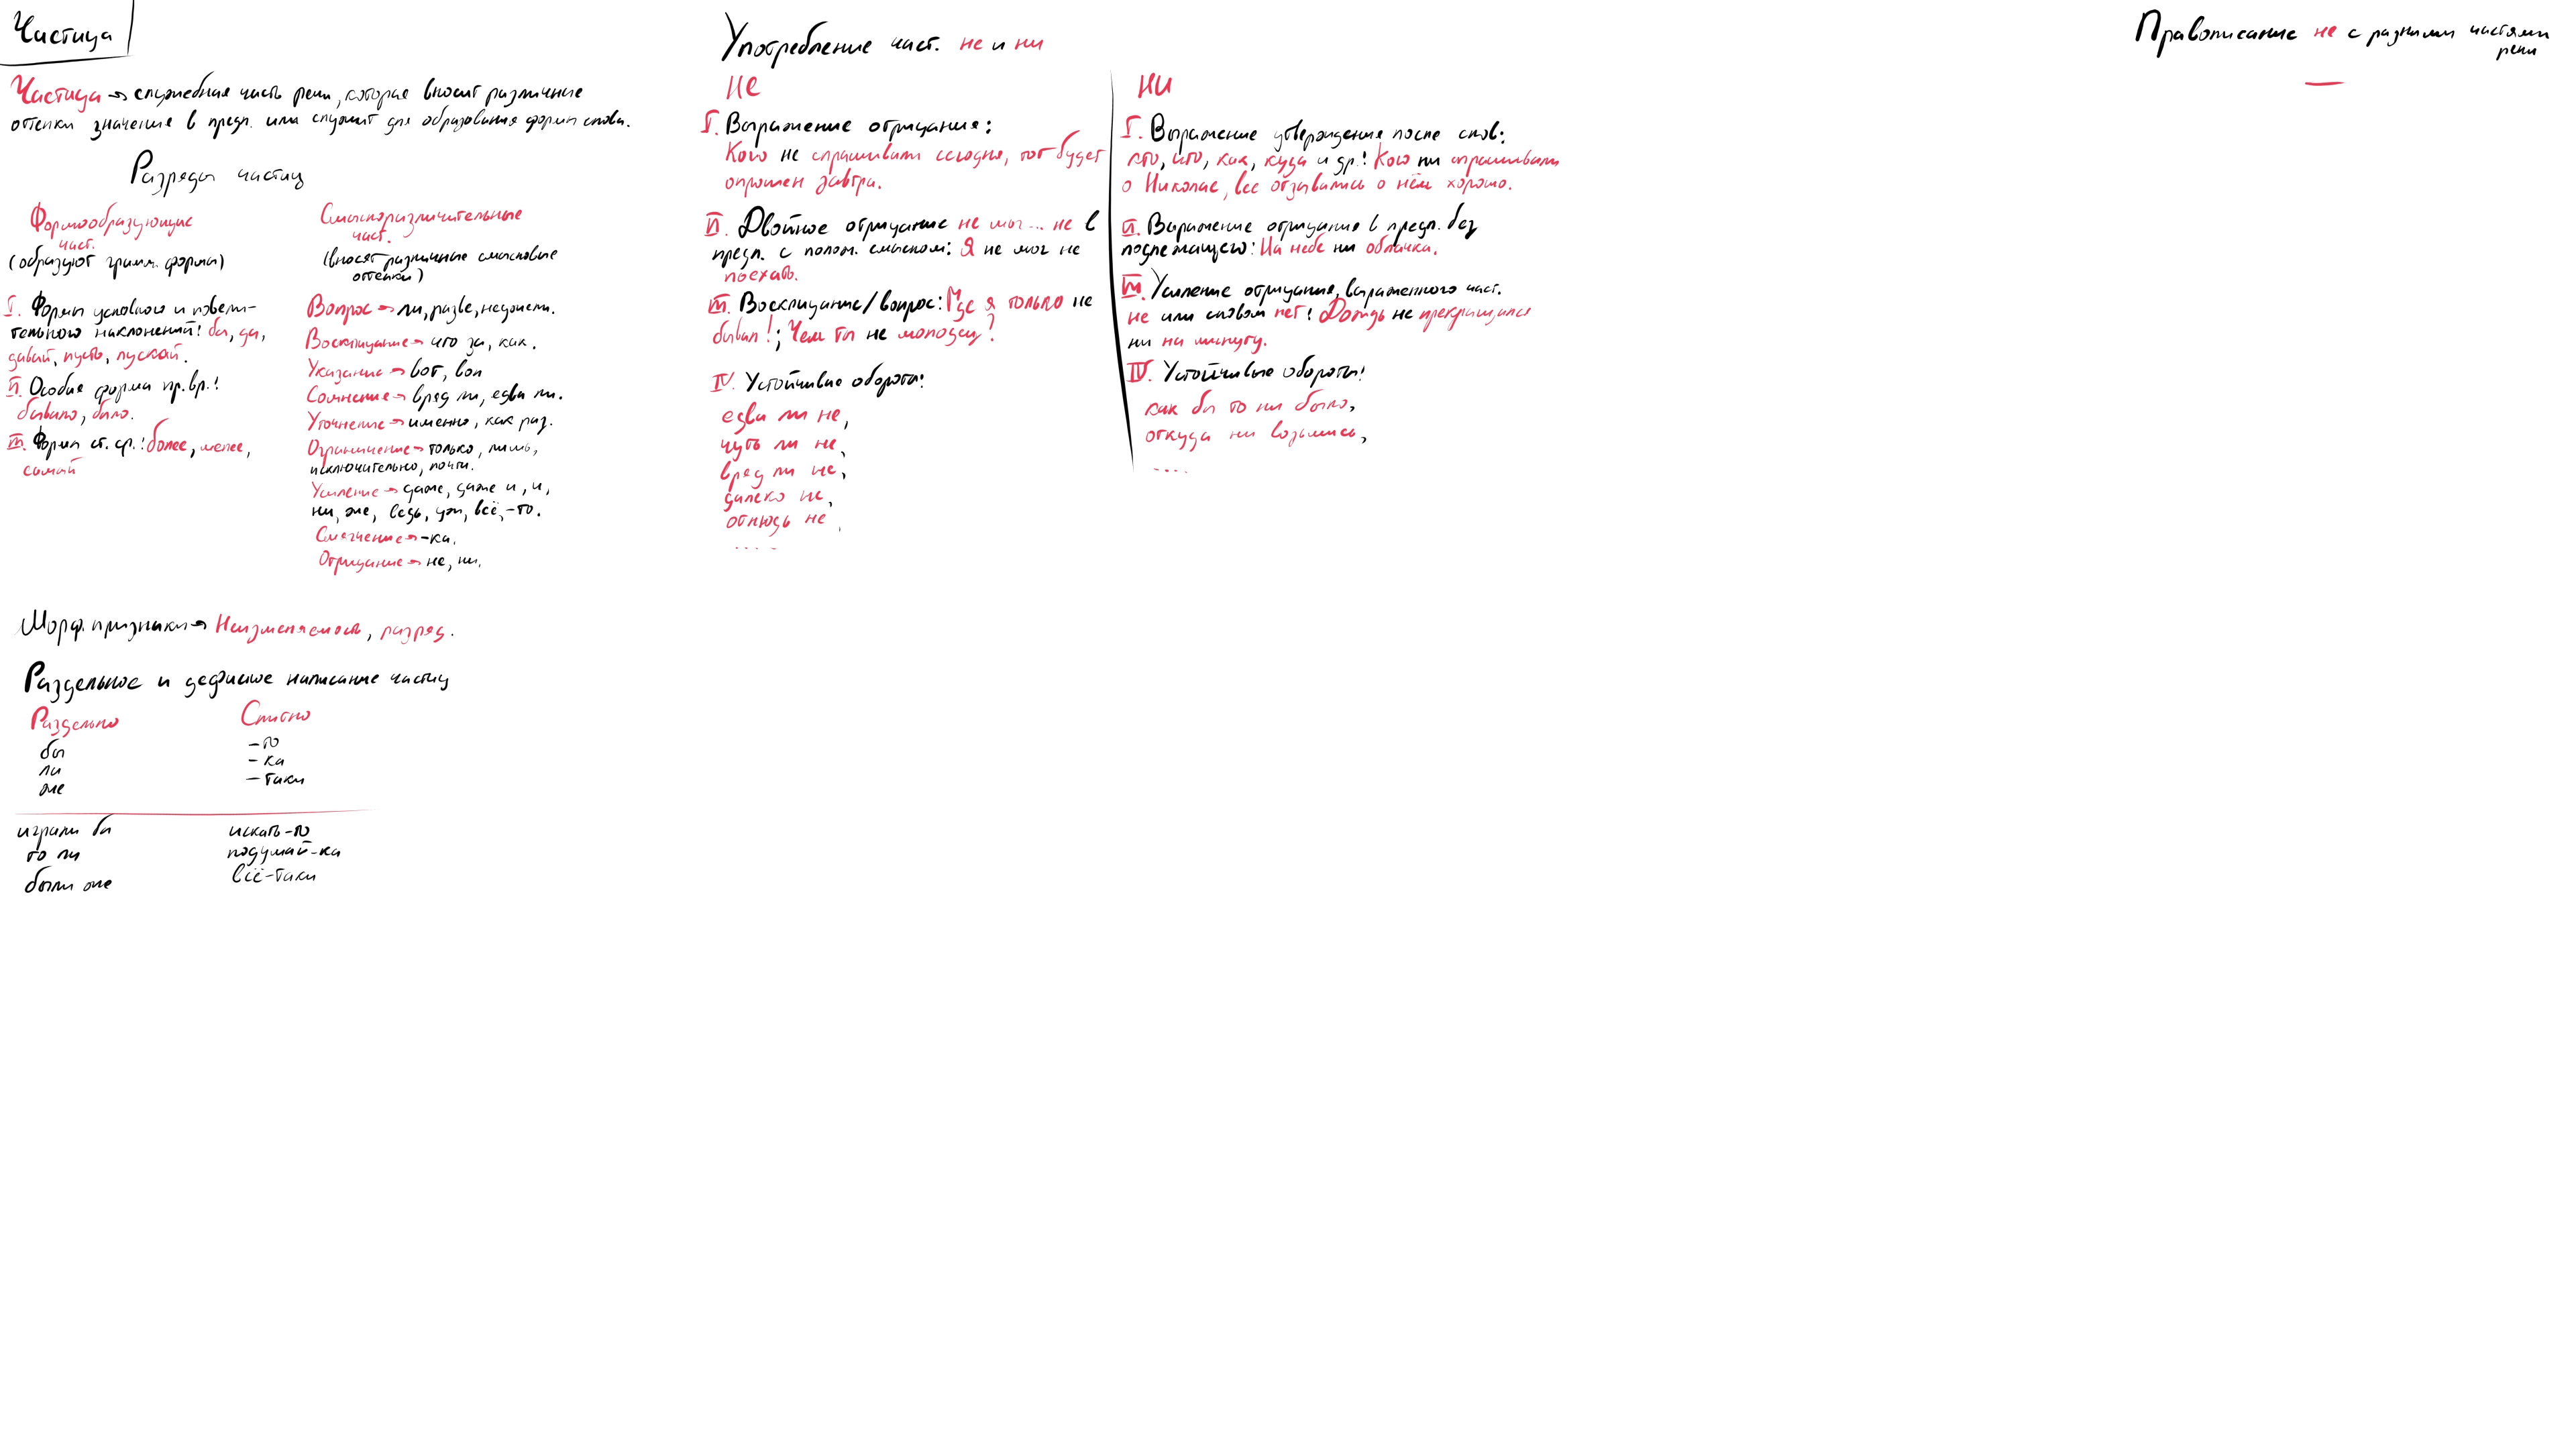 Частица
Частица → служебная часть речи, которая вносит различные
оттенки значения в предл. или служит для образования форм слова.
Разряды частиц
Формообразующие
част.
(образуют грамм. формы)
I. Формы условного и повели-
тельного наклонений: бы, да,
давай, пусть, пускай.
II. Особая форма пр.вр.:
бывало, было.
III. Формы ст. ср.: более, менее,
самый
Смыслоразличительные
част.
(вносят различные смысловые
оттенки)
Вопрос → ли, разве, неужели.
Восклицание → что за, как.
Указание → вот, вон
Сомнение → вряд ли, едва ли.
Уточнение → именно, как раз.
Ограничение → только, лишь,
исключительно, почти.
Усиление → даже, даже и, и,
ни, же, ведь, уж, всё, -то.
Смягчение → -ка.
Отрицание → не, ни.
Морф. признаки → Неизменяемость, разряд.
Раздельное и дефисное написание частиц
Раздельно
бы
ли
же
играли бы
то ли
были же
Слитно
-то
-ка
-таки
искать-то
подумай-ка
всё-таки
Употребление част. не и ни
НЕ
I. Выражение отрицания:
Кого не спрашивали сегодня, тот будет
опрошен завтра.
II. Двойное отрицание не мог... не в
предл. с полож. смыслом: Я не мог не
поехать.
III. Восклицание/вопрос: Где я только не
бывал!; Чем ты не молодец?
IV. Устойчивые обороты:
едва ли не,
чуть ли не,
вряд ли не,
далеко не,
отнюдь не,
....
НИ
I. Выражение утверждения после слов:
кто, что, как, куда и др.: Кого ни спрашивали
о Николае, все отзывались о нём хорошо.
II. Выражение отрицания в предл. без
подлежащего: На небе ни облачка.
III. Усиление отрицания, выраженного част.
не или словом нет: Дождь не прекращался
ни на минуту.
IV. Устойчивые обороты:
как бы то ни было,
откуда ни возьмись,
....
Правописание не с разными частями
речи